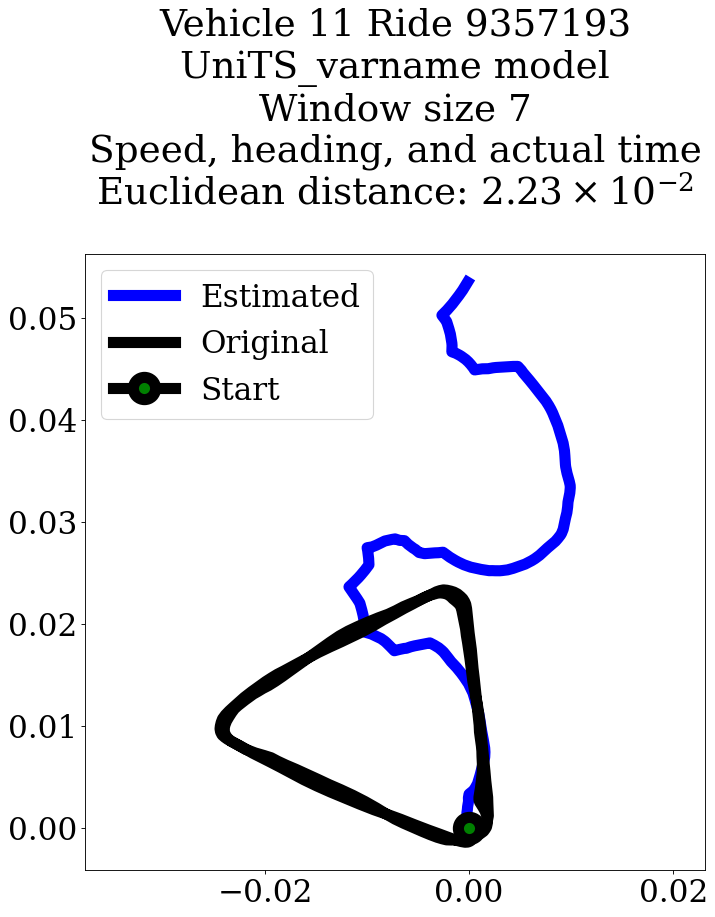 Vehicle 11 Ride 9357193
UniTS_varname model
Window size 7
Speed, heading, and actual time
Euclidean distance: 2.23 × 10⁻²
Estimated
Original
Start
0.05
0.04
0.03
0.02
0.01
0.00
−0.02 0.00 0.02